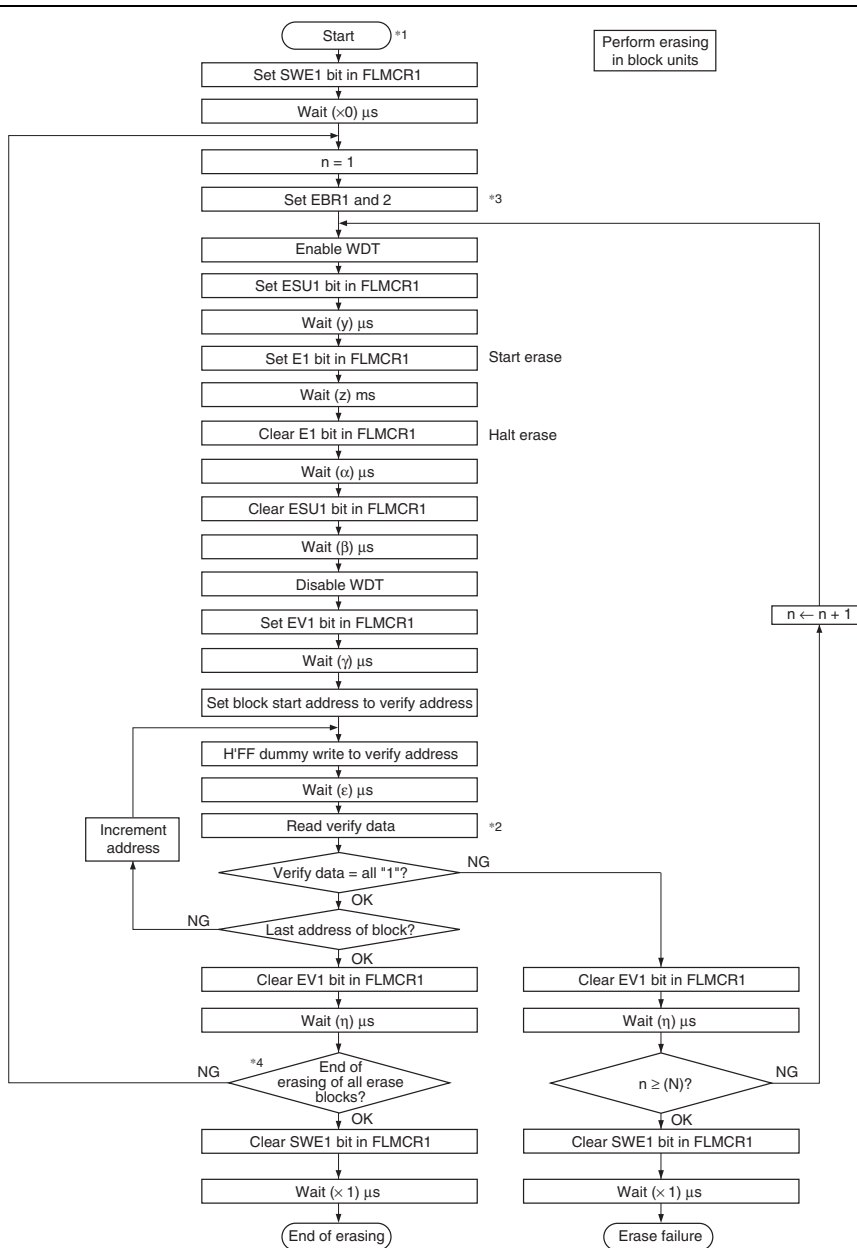 Start
*1
Perform erasing
in block units
Set SWE1 bit in FLMCR1
Wait (×0) μs
n = 1
Set EBR1 and 2
*3
Enable WDT
Set ESU1 bit in FLMCR1
Wait (y) μs
Set E1 bit in FLMCR1
Start erase
Wait (z) ms
Clear E1 bit in FLMCR1
Halt erase
Wait (α) μs
Clear ESU1 bit in FLMCR1
Wait (β) μs
Disable WDT
n ← n + 1
Set EV1 bit in FLMCR1
Wait (γ) μs
Set block start address to verify address
H'FF dummy write to verify address
Wait (ε) μs
Increment
address
Read verify data
*2
Verify data = all "1"?
NG
OK
NG
Last address of block?
OK
Clear EV1 bit in FLMCR1
Clear EV1 bit in FLMCR1
Wait (η) μs
Wait (η) μs
NG
*4
End of
erasing of all erase
blocks?
n ≥ (N)?
NG
OK
OK
Clear SWE1 bit in FLMCR1
Clear SWE1 bit in FLMCR1
Wait (× 1) μs
Wait (× 1) μs
End of erasing
Erase failure